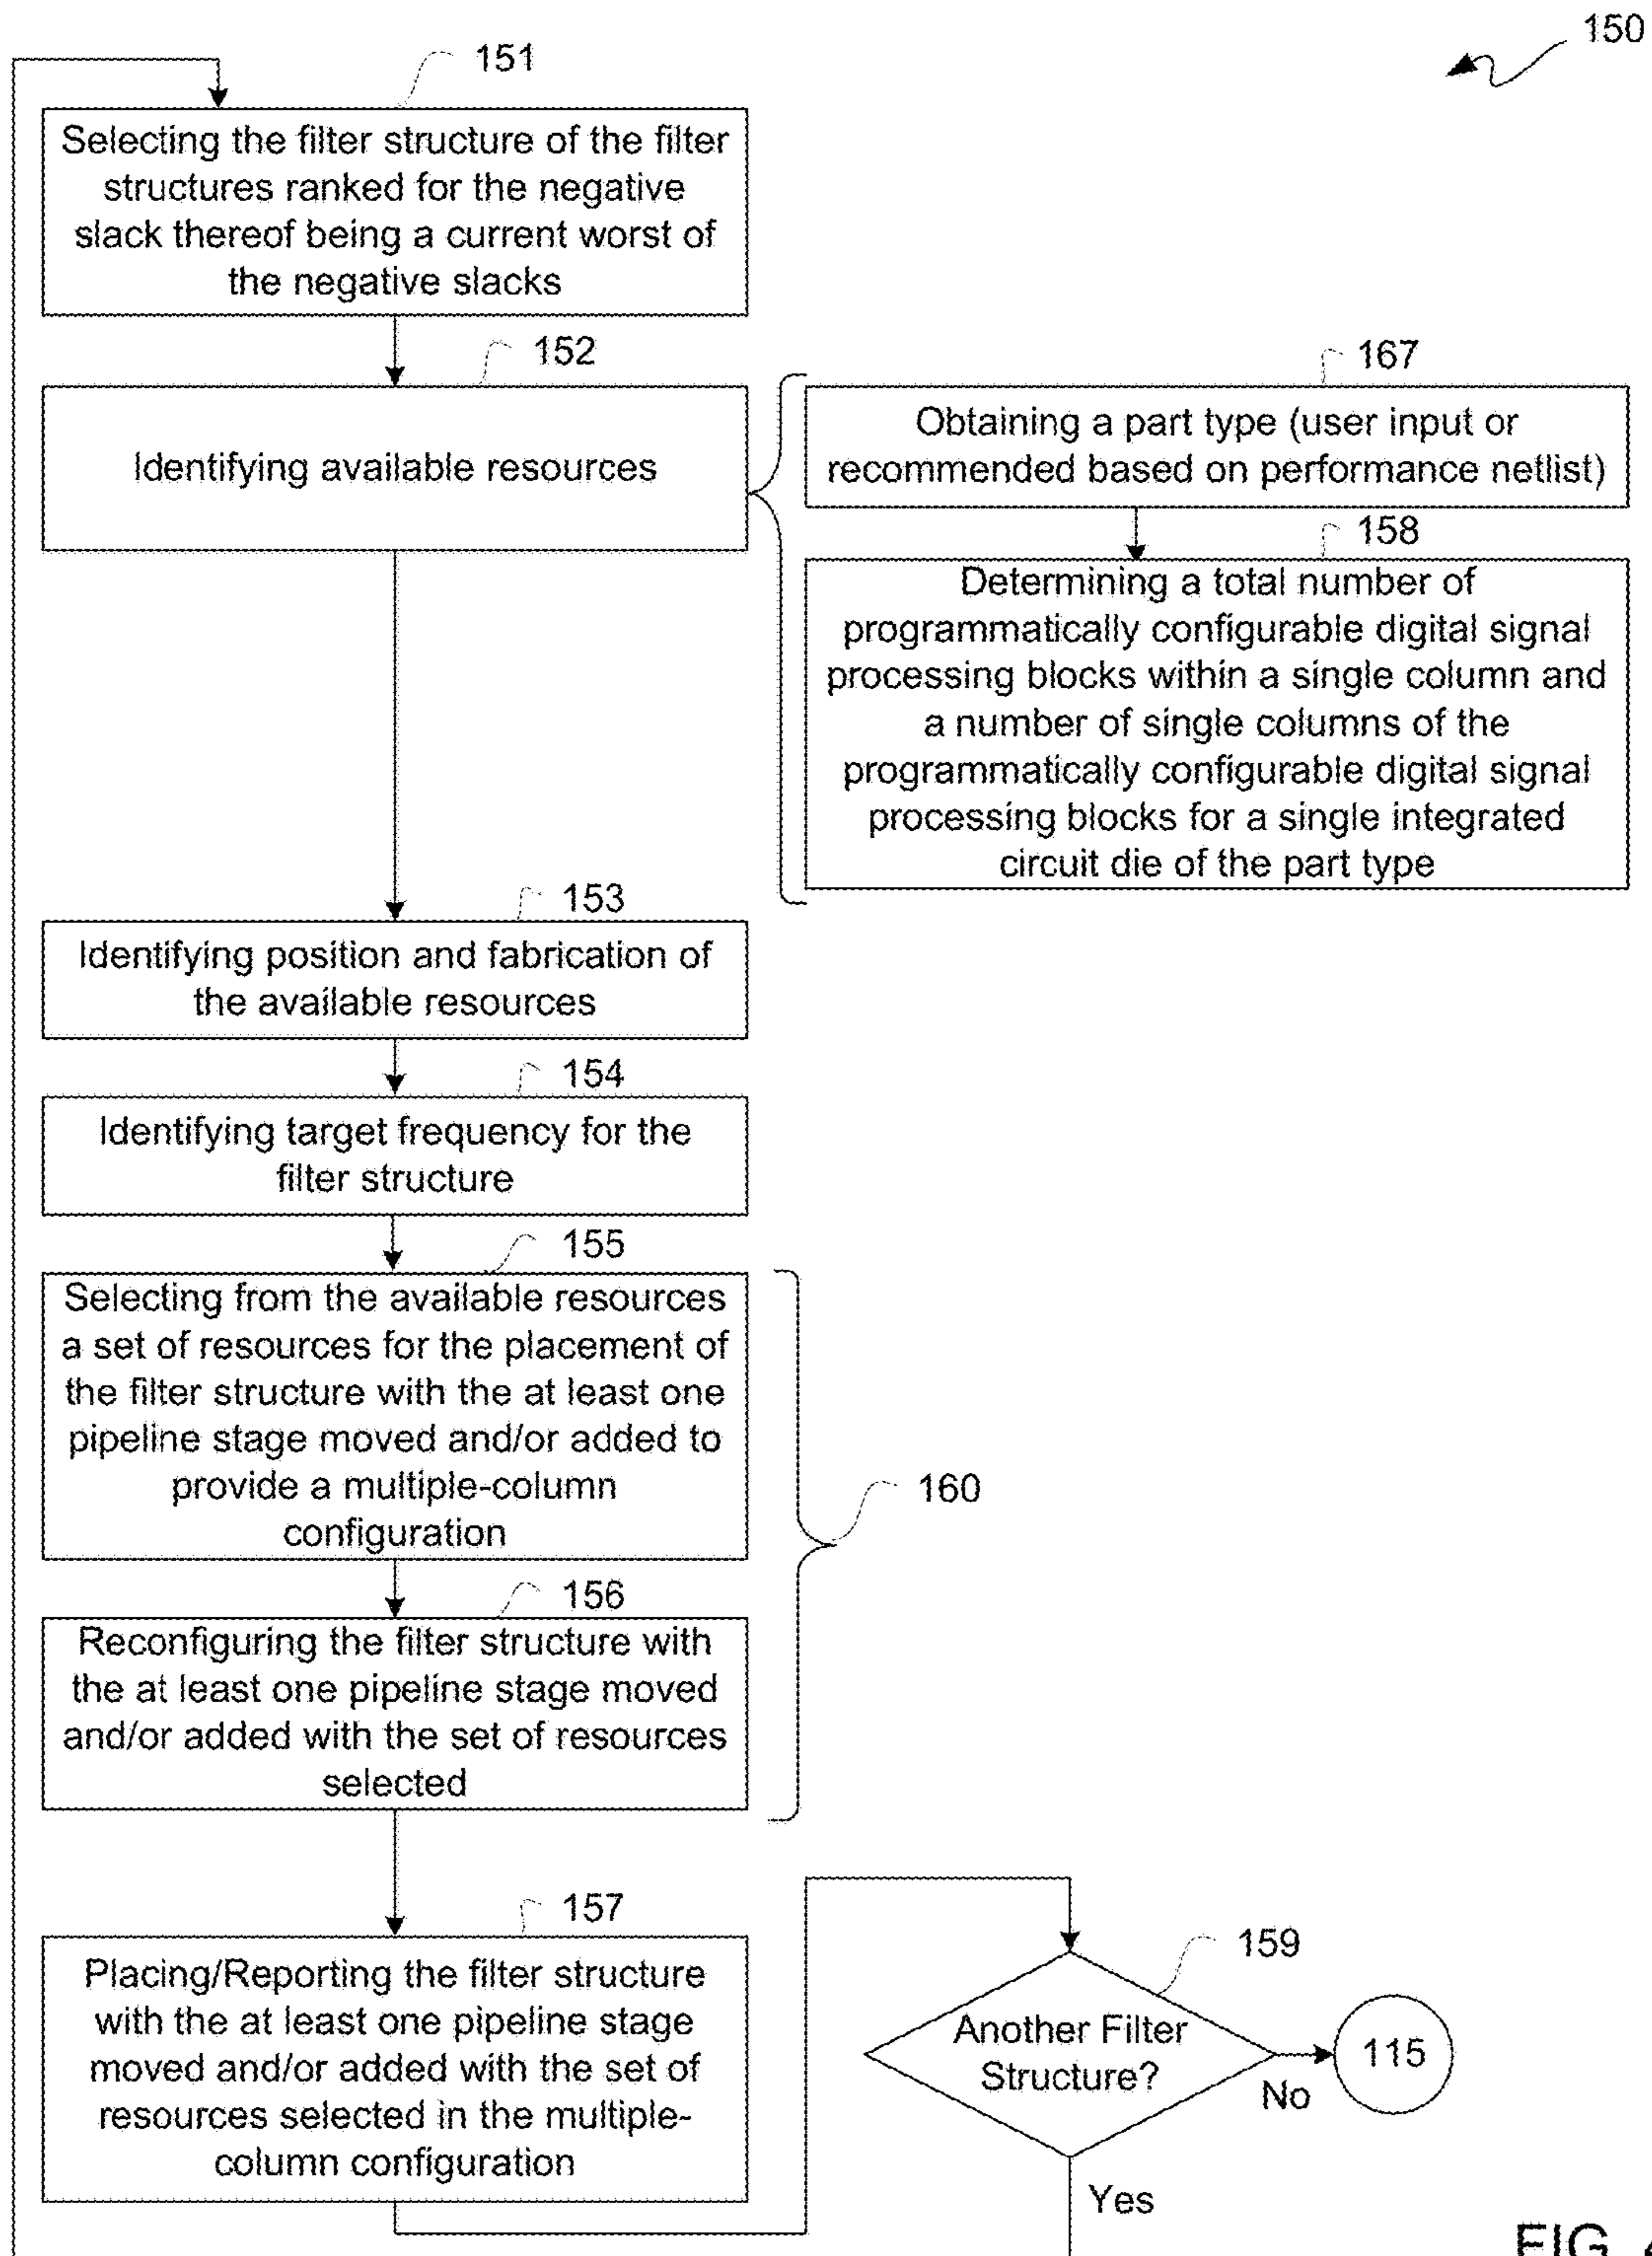 150
151
Selecting the filter structure of the filter
structures ranked for the negative
slack thereof being a current worst of
the negative slacks
152
Identifying available resources
167
Obtaining a part type (user input or
recommended based on performance netlist)
158
Determining a total number of
programmatically configurable digital signal
processing blocks within a single column and
a number of single columns of the
programmatically configurable digital signal
processing blocks for a single integrated
circuit die of the part type
153
Identifying position and fabrication of
the available resources
154
Identifying target frequency for the
filter structure
155
Selecting from the available resources
a set of resources for the placement of
the filter structure with the at least one
pipeline stage moved and/or added to
provide a multiple-column
configuration
160
156
Reconfiguring the filter structure with
the at least one pipeline stage moved
and/or added with the set of resources
selected
157
Placing/Reporting the filter structure
with the at least one pipeline stage
moved and/or added with the set of
resources selected in the multiple-
column configuration
159
Another Filter
Structure?
No
115
Yes
FIG.